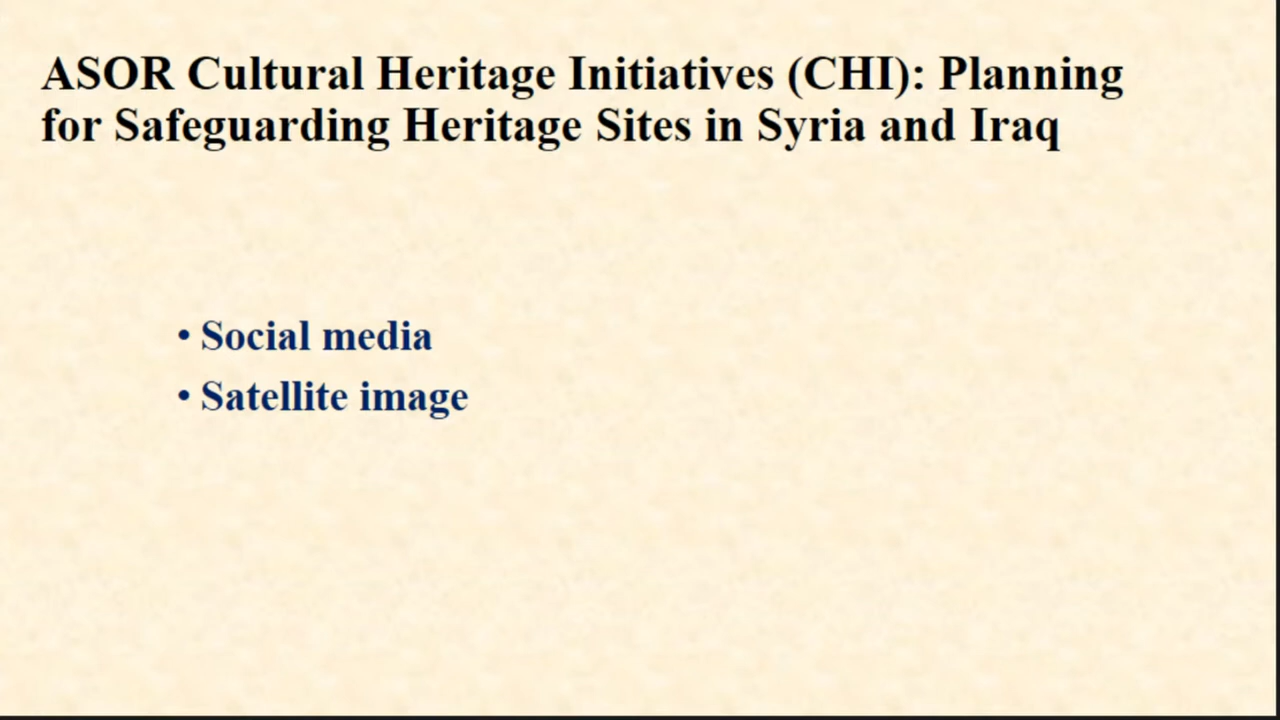 ASOR Cultural Heritage Initiatives (CHI): Planning
for Safeguarding Heritage Sites in Syria and Iraq
• Social media
• Satellite image